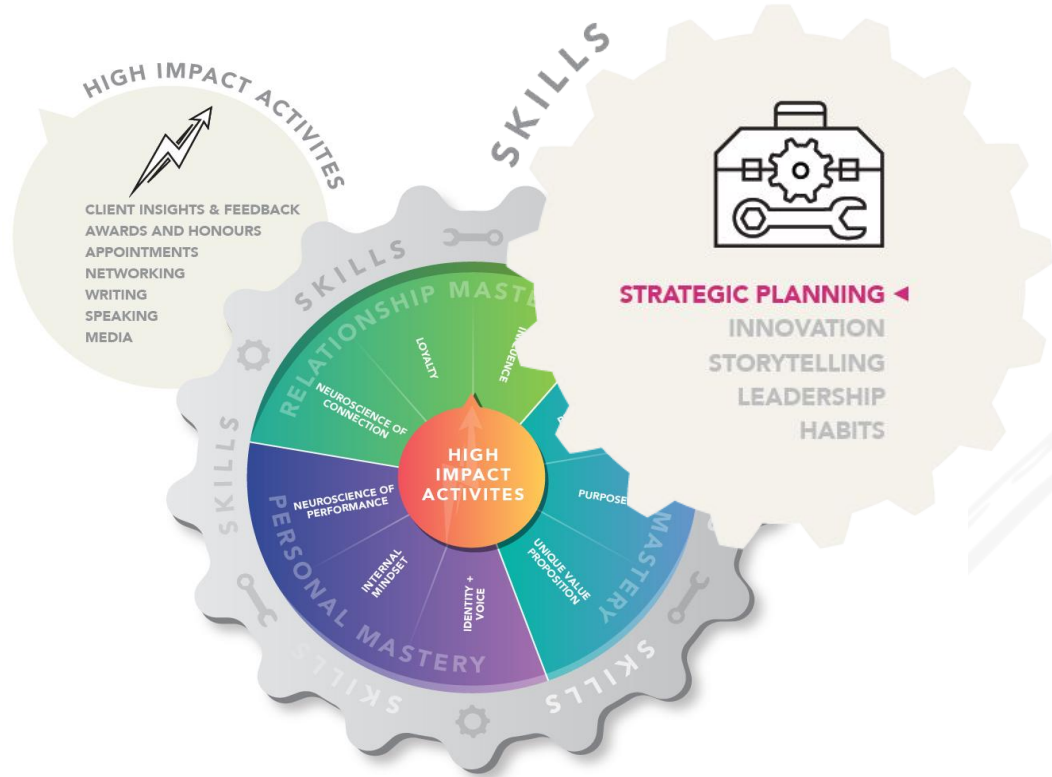 HIGH IMPACT ACTIVITES
CLIENT INSIGHTS & FEEDBACK
AWARDS AND HONOURS
APPOINTMENTS
NETWORKING
WRITING
SPEAKING
MEDIA
SKILLS
STRATEGIC PLANNING
INNOVATION
STORYTELLING
LEADERSHIP
HABITS
SKILLS
SKILLS
SKILLS
SKILLS
RELATIONSHIP MASTE
LOYALTY
NEUROSCIENCE OF
CONNECTION
HIGH
IMPACT
ACTIVITES
NEUROSCIENCE OF
PERFORMANCE
INTERNAL
MINDSET
IDENTITY +
VOICE
PERSONAL MASTERY
PURPOSE
UNIQUE VALUE
PROPOSITION
MASTERY